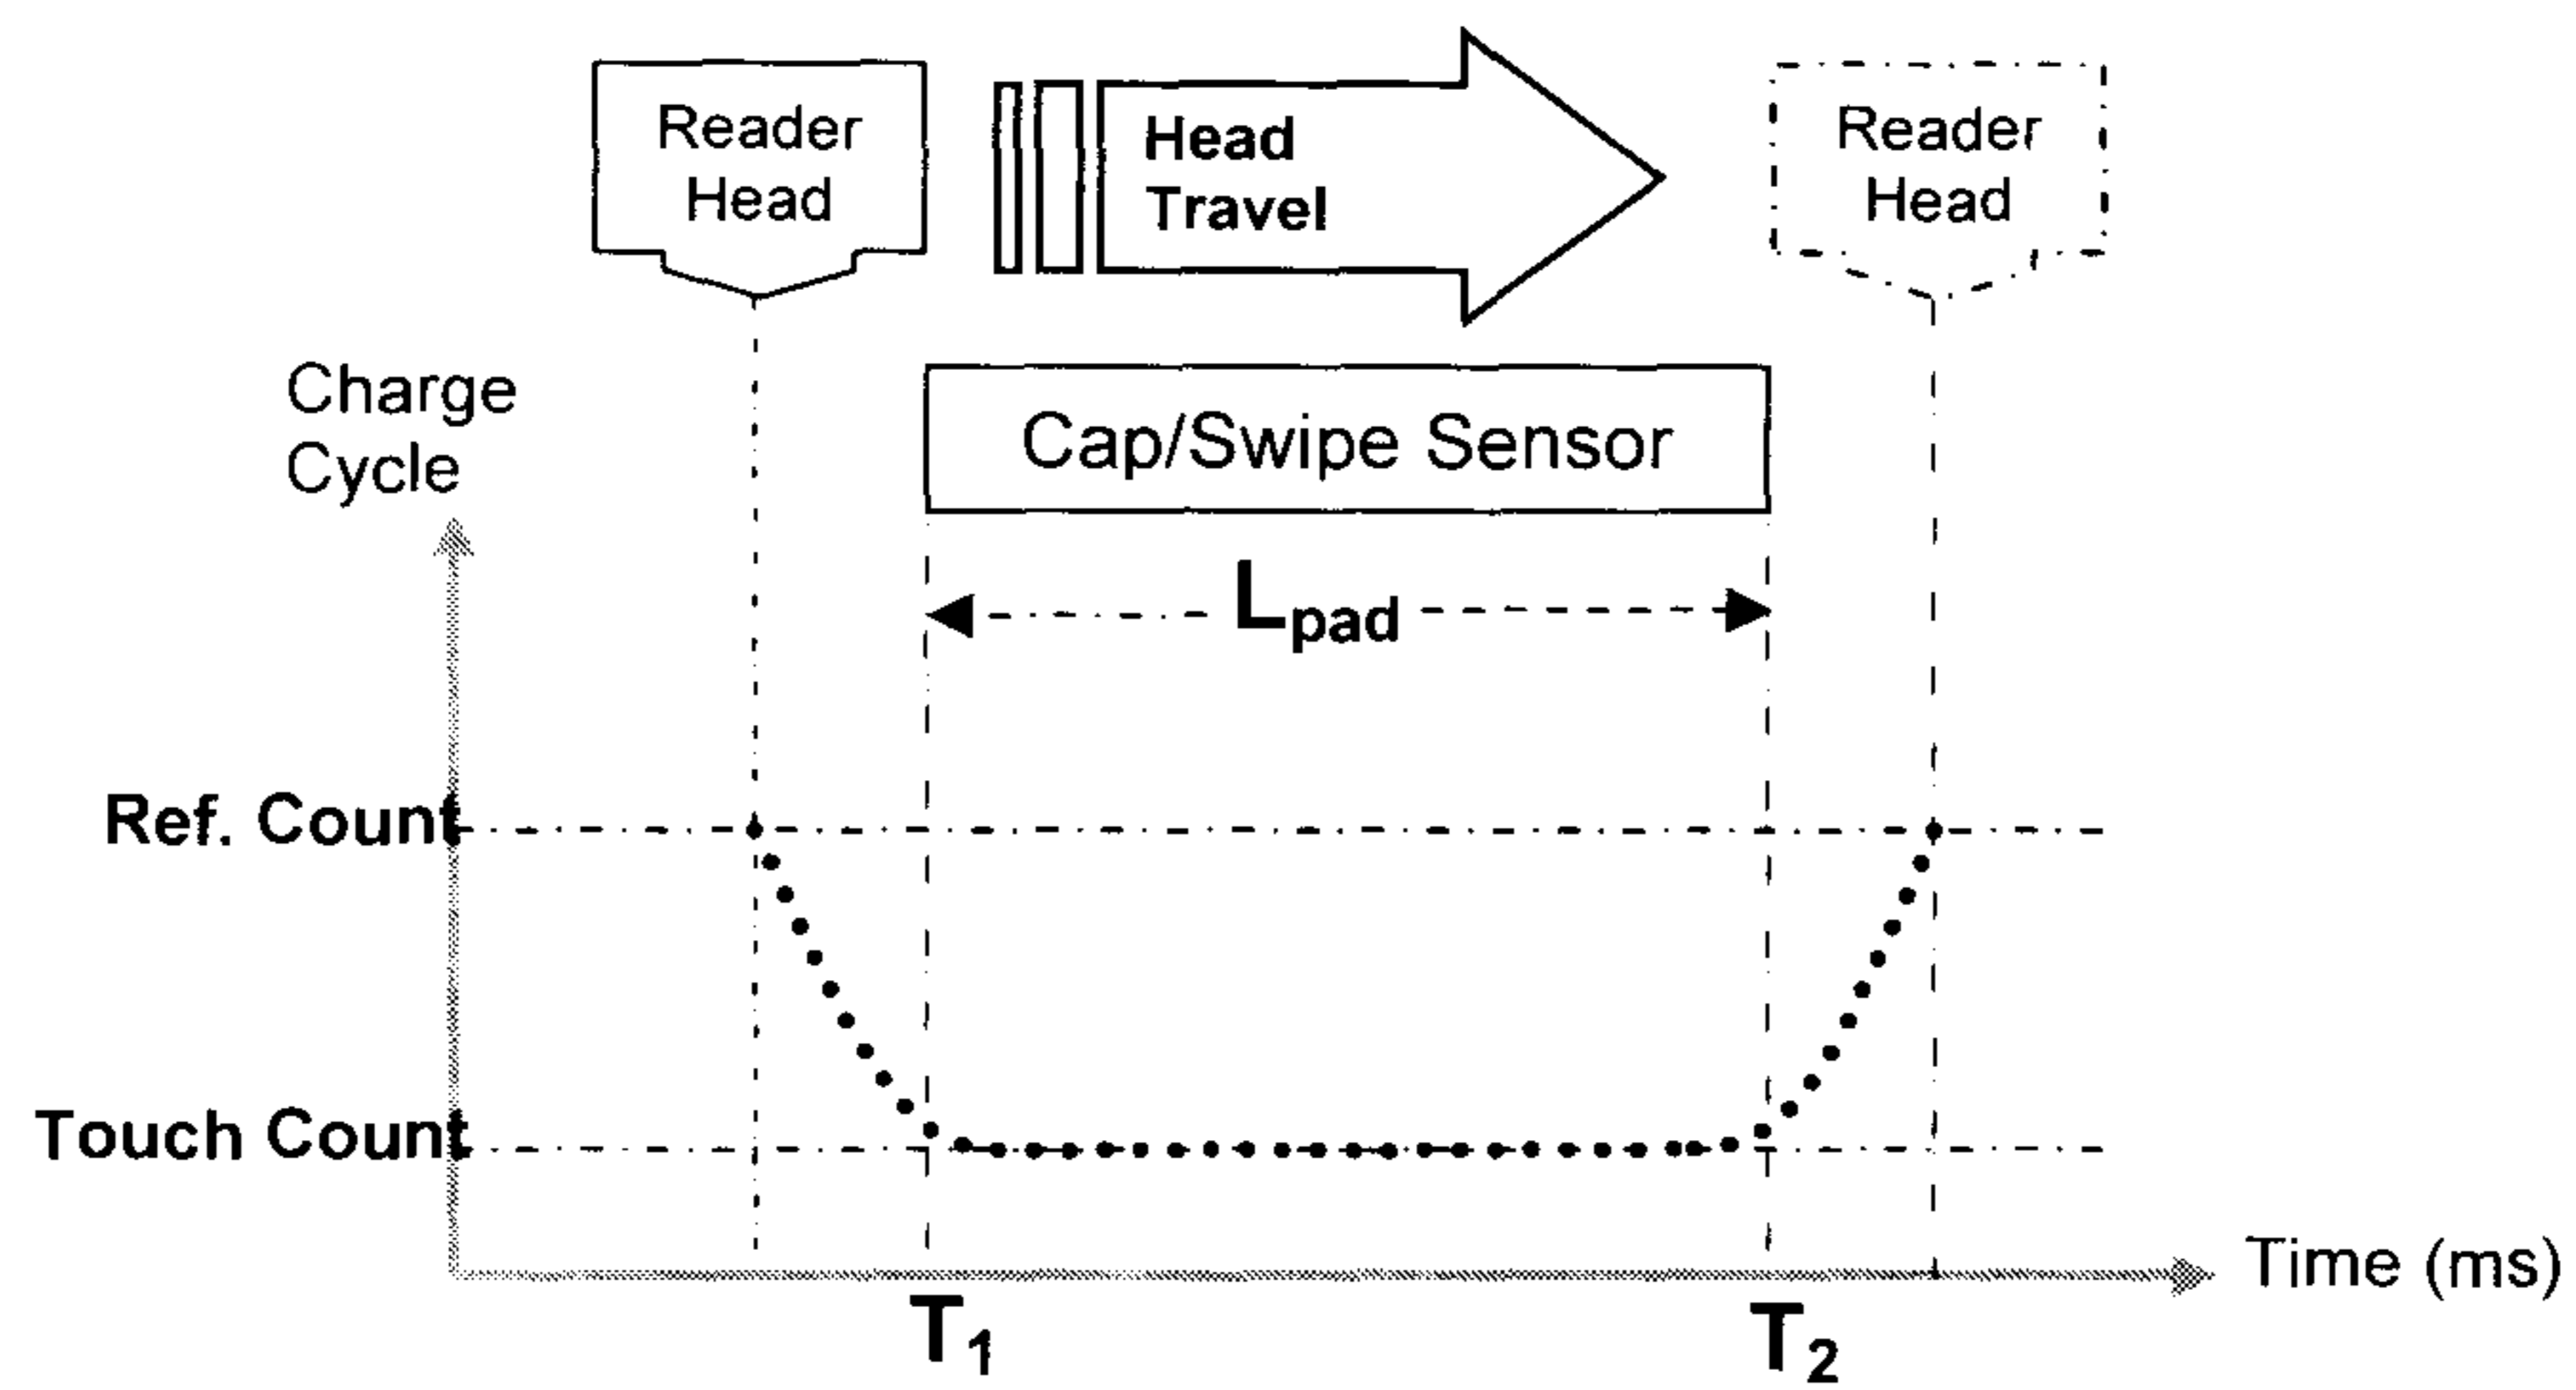 Reader
Head
Head
Travel
Reader
Head
Charge
Cycle
Cap/Swipe Sensor
Lpad
Ref. Count
Touch Count
Time (ms)
T1
T2